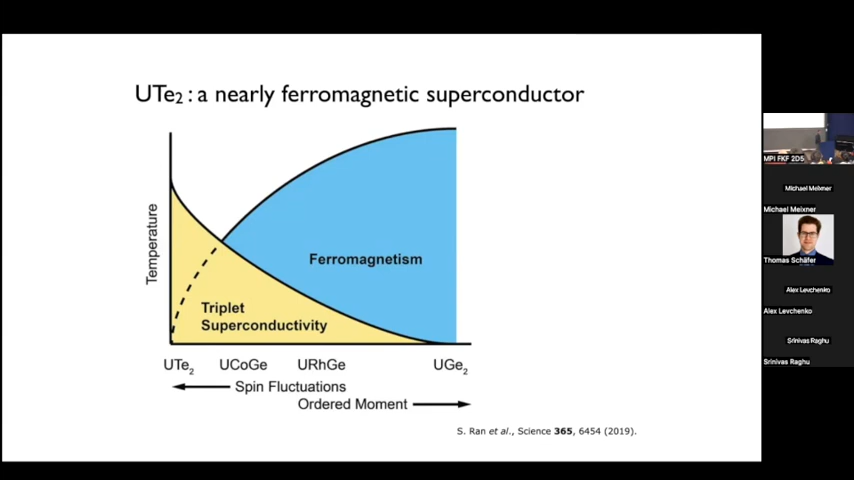 UTe2 : a nearly ferromagnetic superconductor
Temperature
Ferromagnetism
Triplet
Superconductivity
UTe2 UCoGe URhGe UGe2
Spin Fluctuations
Ordered Moment
S. Ran et al., Science 365, 6454 (2019).
MPI FKF 2D5
Michael Meixner
Michael Meixner
Thomas Schäfer
Alex Levchenko
Alex Levchenko
Srinivas Raghu
Srinivas Raghu